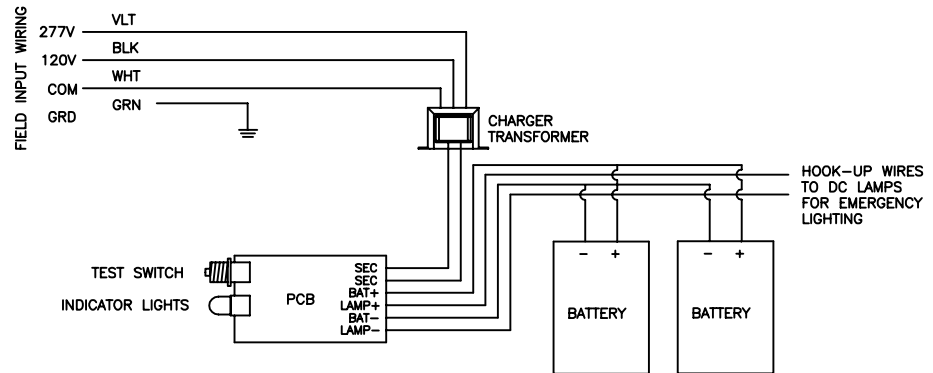 FIELD INPUT WIRING
277V
VLT
120V
BLK
COM
WHT
GRD
GRN
CHARGER
TRANSFORMER
HOOK-UP WIRES
TO DC LAMPS
FOR EMERGENCY
LIGHTING
TEST SWITCH
INDICATOR LIGHTS
PCB
SEC
SEC
BAT+
LAMP+
BAT-
LAMP-
- +
BATTERY
- +
BATTERY